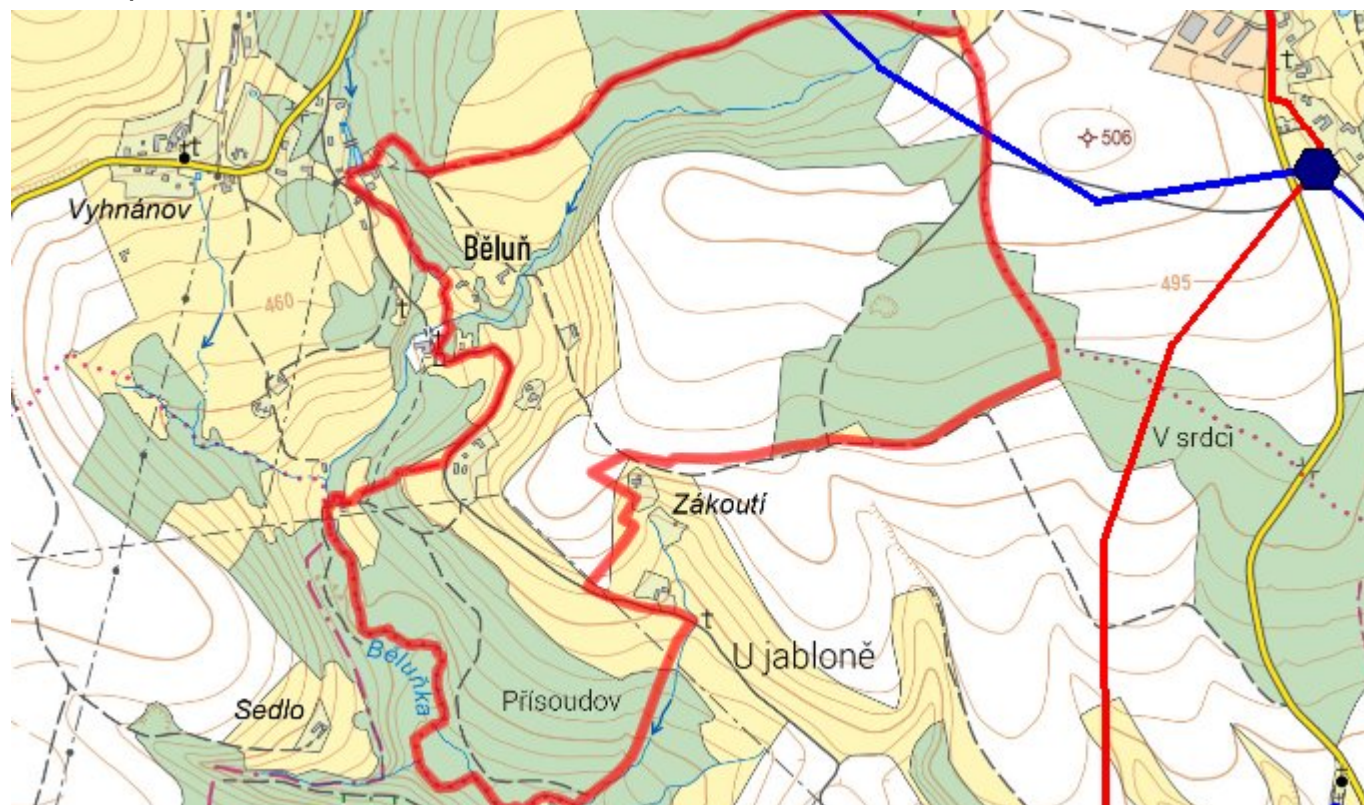 506
Vyhnánov
Běluň
460
495
V srdci
Zákoutí
U jabloně
Běluňka
Přísoudov
Sedlo